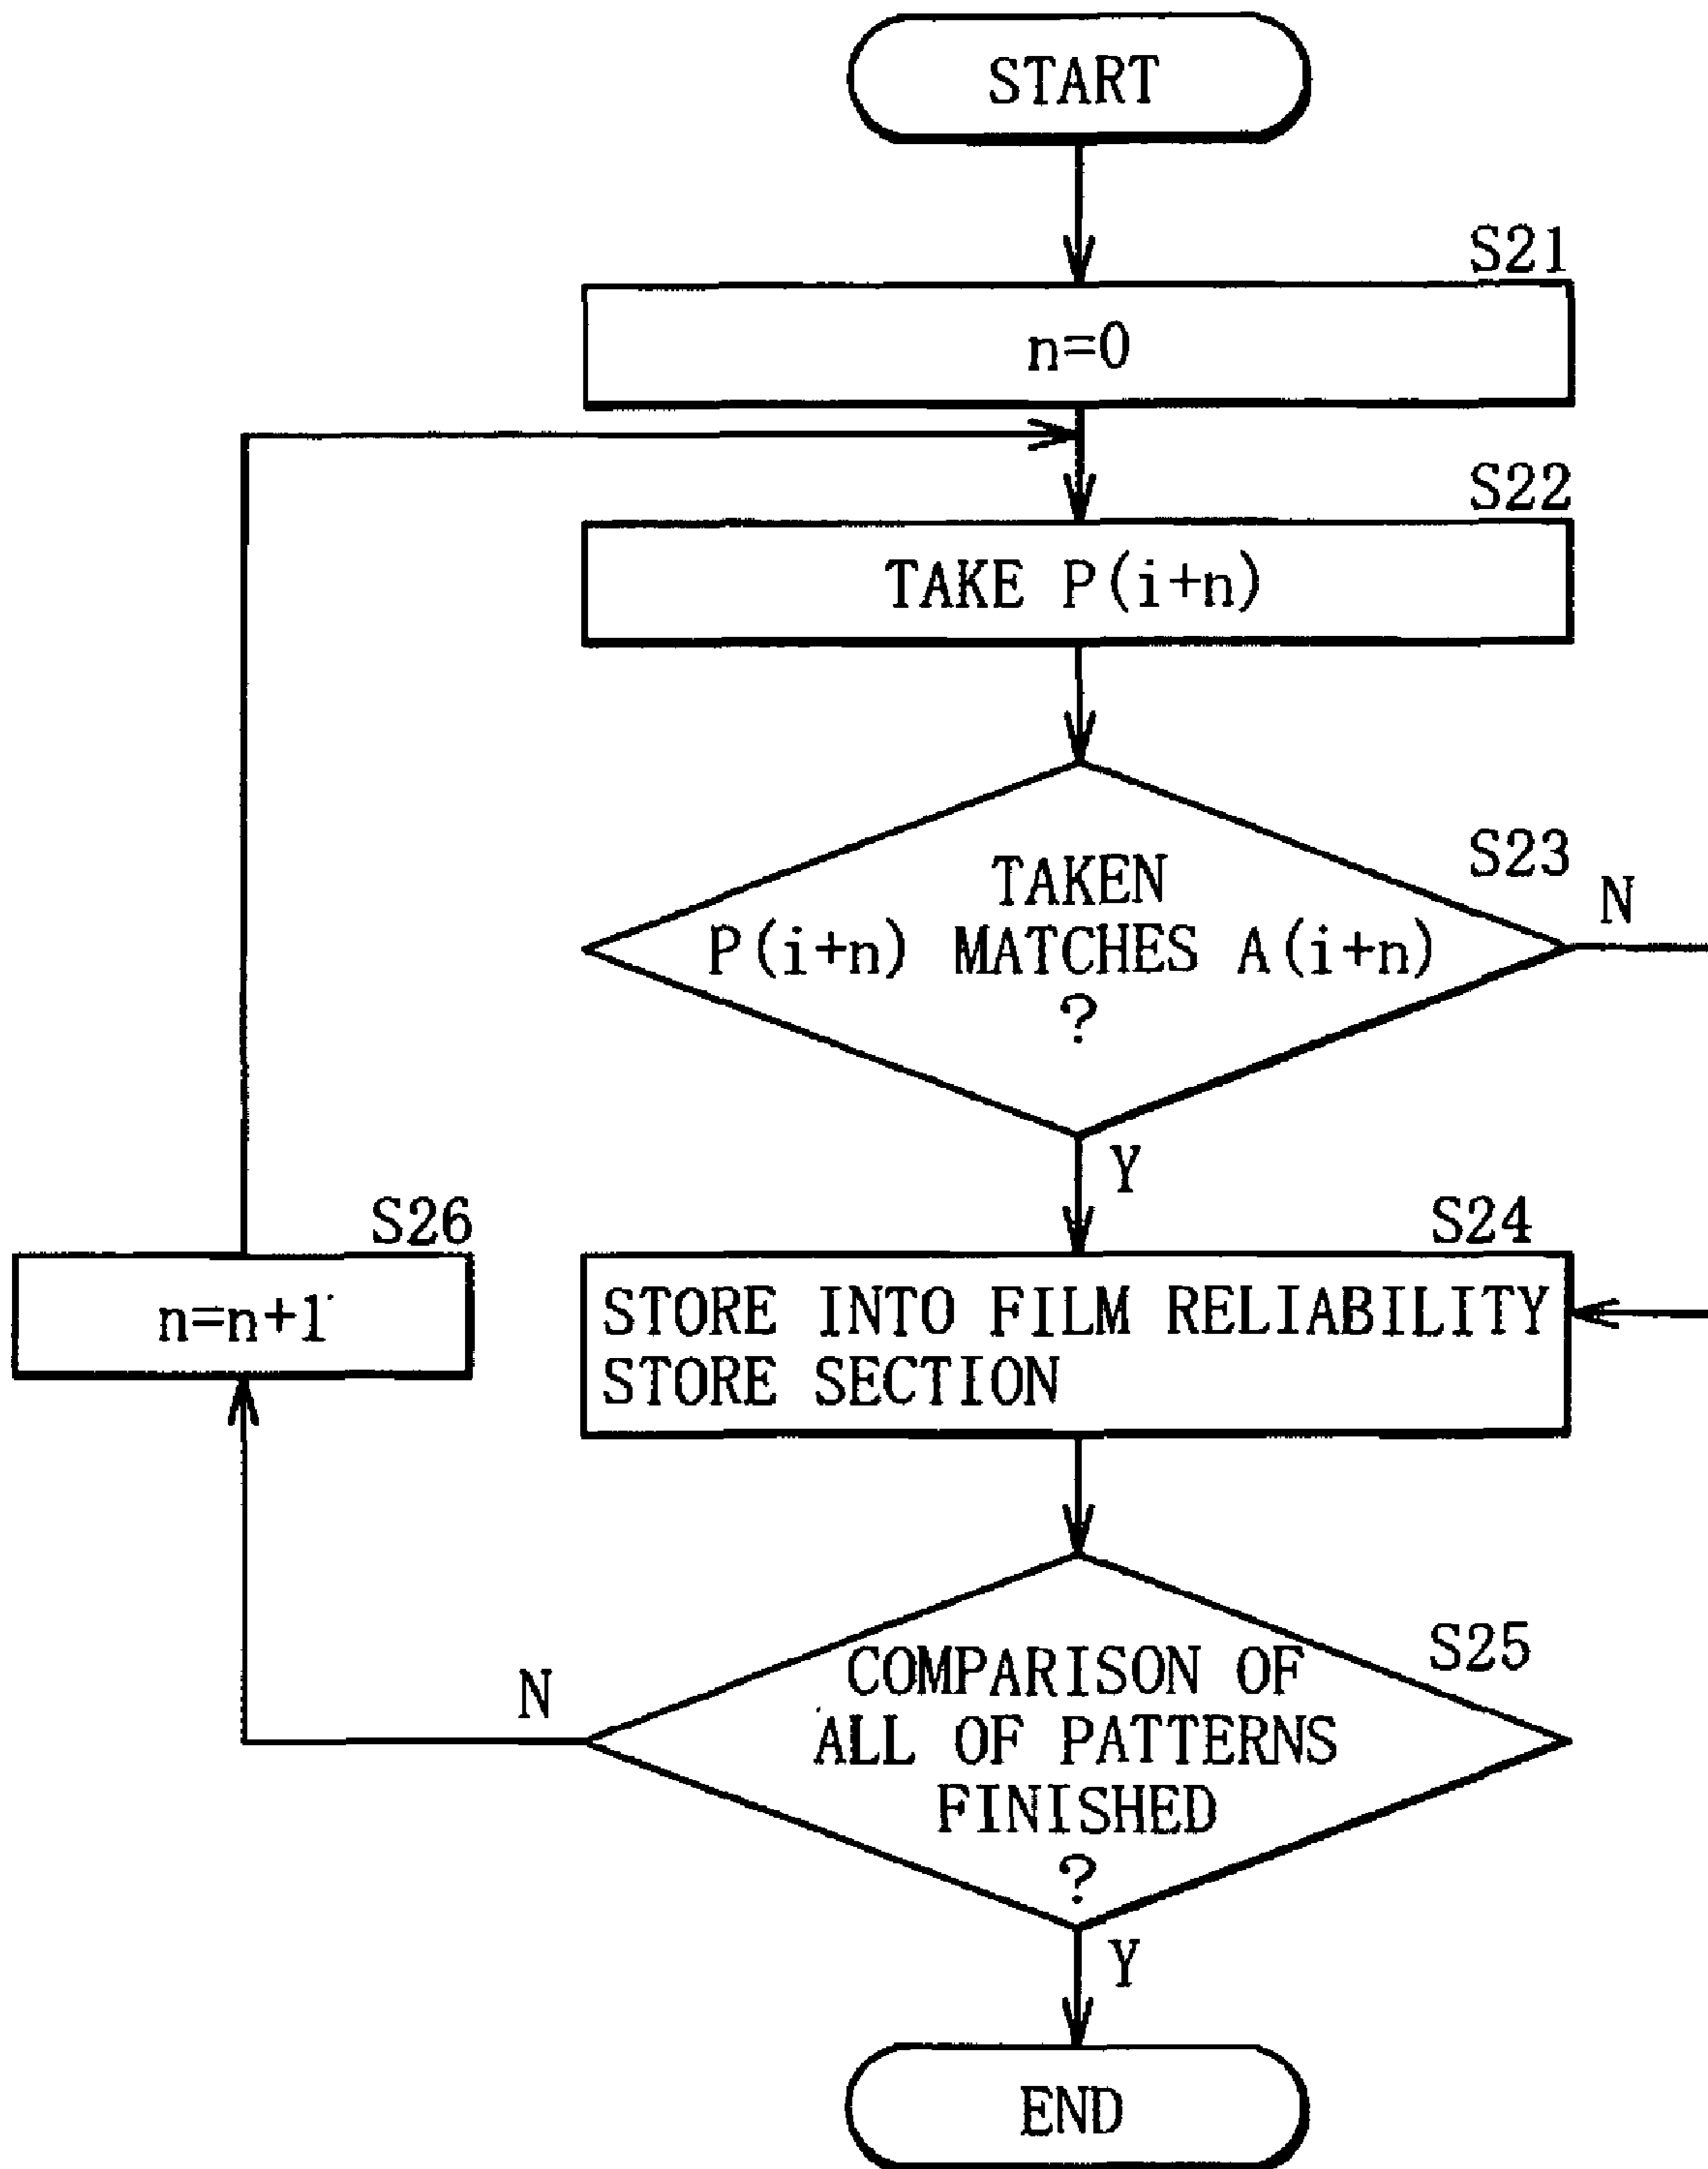 START
S21
n=0
S22
TAKE P(i+n)
S23
TAKEN
P(i+n) MATCHES A(i+n)
?
N
Y
S24
STORE INTO FILM RELIABILITY
STORE SECTION
S26
n=n+1
S25
COMPARISON OF
ALL OF PATTERNS
FINISHED
?
N
Y
END